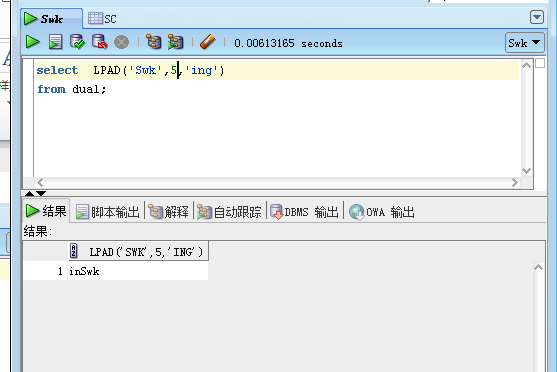 Swk SC
0.00613165 seconds Swk
select LPAD('Swk',5,'ing')
from dual;
结果 脚本输出 解释 自动跟踪 DBMS 输出 OWA 输出
结果:
LPAD('SWK',5,'ING')
1 inSwk